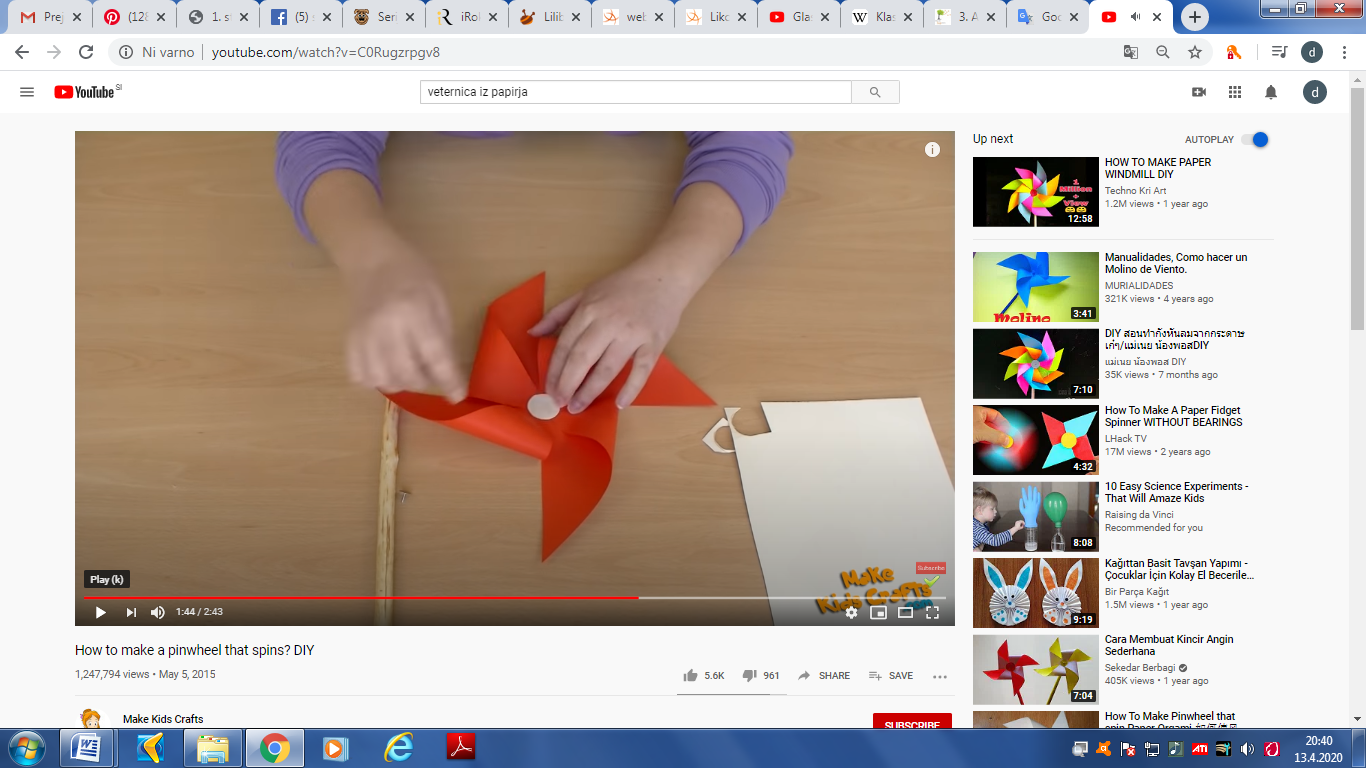 Prej
(128
1. s
(5) s
Seri
iRo
Lilib
web
Likc
Gla
Klas
3. A
Goo
Ni varno
youtube.com/watch?v=C0Rugzrpgv8
d
YouTube SI
veternica iz papirja
d
Make
Kids Crafts
Subscribe
Play (k)
1:44 / 2:43
How to make a pinwheel that spins? DIY
1,247,794 views • May 5, 2015
5.6K
961
SHARE
SAVE
Make Kids Crafts
SUBSCRIBE
Up next
AUTOPLAY
1
Million
+
View
12:58
HOW TO MAKE PAPER
WINDMILL DIY
Techno Kri Art
1.2M views • 1 year ago
Molino
3:41
Manualidades, Como hacer un
Molino de Viento.
MURIALIDADES
321K views • 4 years ago
7:10
DIY สอนทำกังหันลมจากกระดาษ
เก๋ๆ/แม่เนย น้องพอสDIY
แม่เนย น้องพอส DIY
35K views • 7 months ago
4:32
How To Make A Paper Fidget
Spinner WITHOUT BEARINGS
LHack TV
17M views • 2 years ago
8:08
10 Easy Science Experiments -
That Will Amaze Kids
Raising da Vinci
Recommended for you
9:19
Kağıttan Basit Tavşan Yapımı -
Çocuklar İçin Kolay El Becerile...
Bir Parça Kağıt
1.5M views • 1 year ago
7:04
Cara Membuat Kincir Angin
Sederhana
Sekedar Berbagi
405K views • 1 year ago
How To Make Pinwheel that
ATI
20:40
13.4.2020